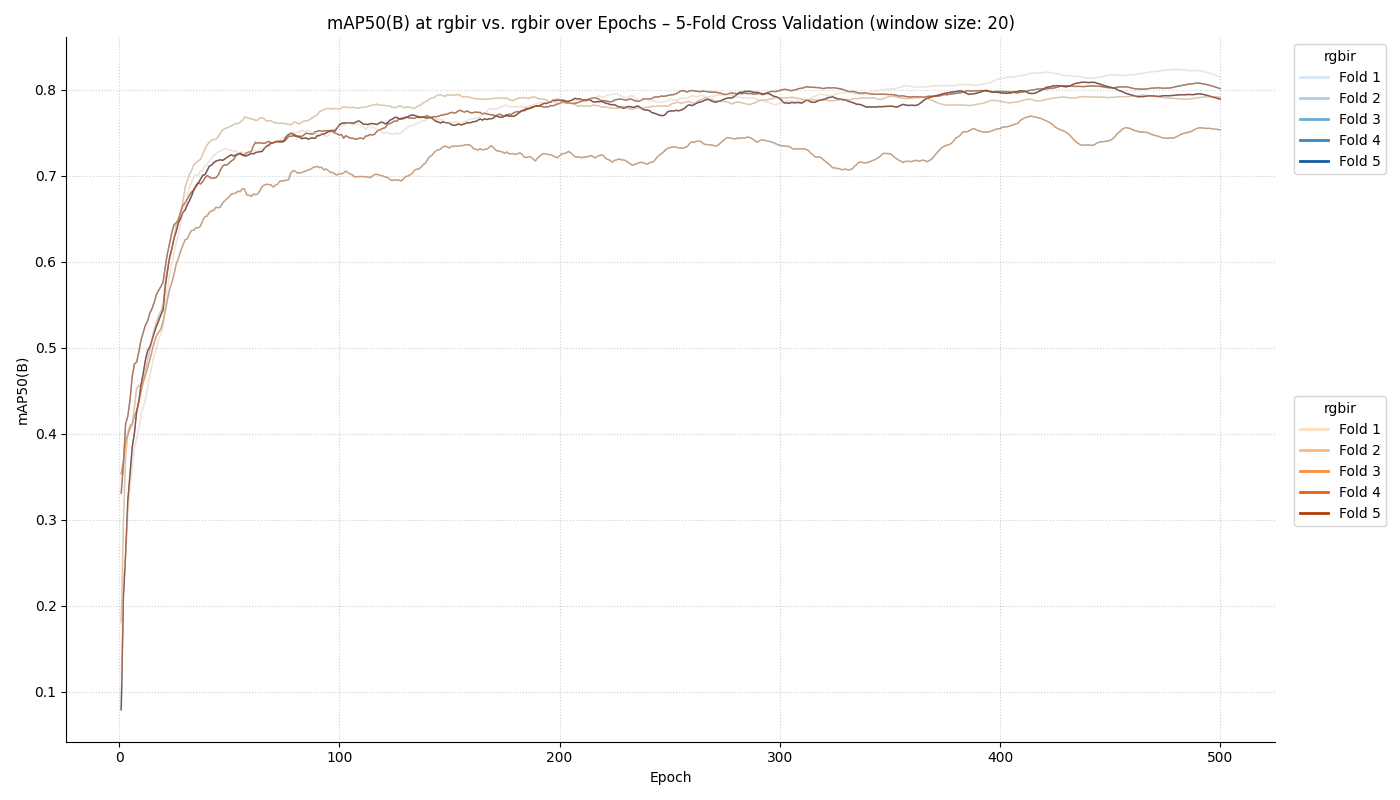 mAP50(B) at rgbir vs. rgbir over Epochs – 5-Fold Cross Validation (window size: 20)
rgbir
Fold 1
Fold 2
Fold 3
Fold 4
Fold 5
rgbir
Fold 1
Fold 2
Fold 3
Fold 4
Fold 5
mAP50(B)
0.8
0.7
0.6
0.5
0.4
0.3
0.2
0.1
0 100 200 300 400 500
Epoch